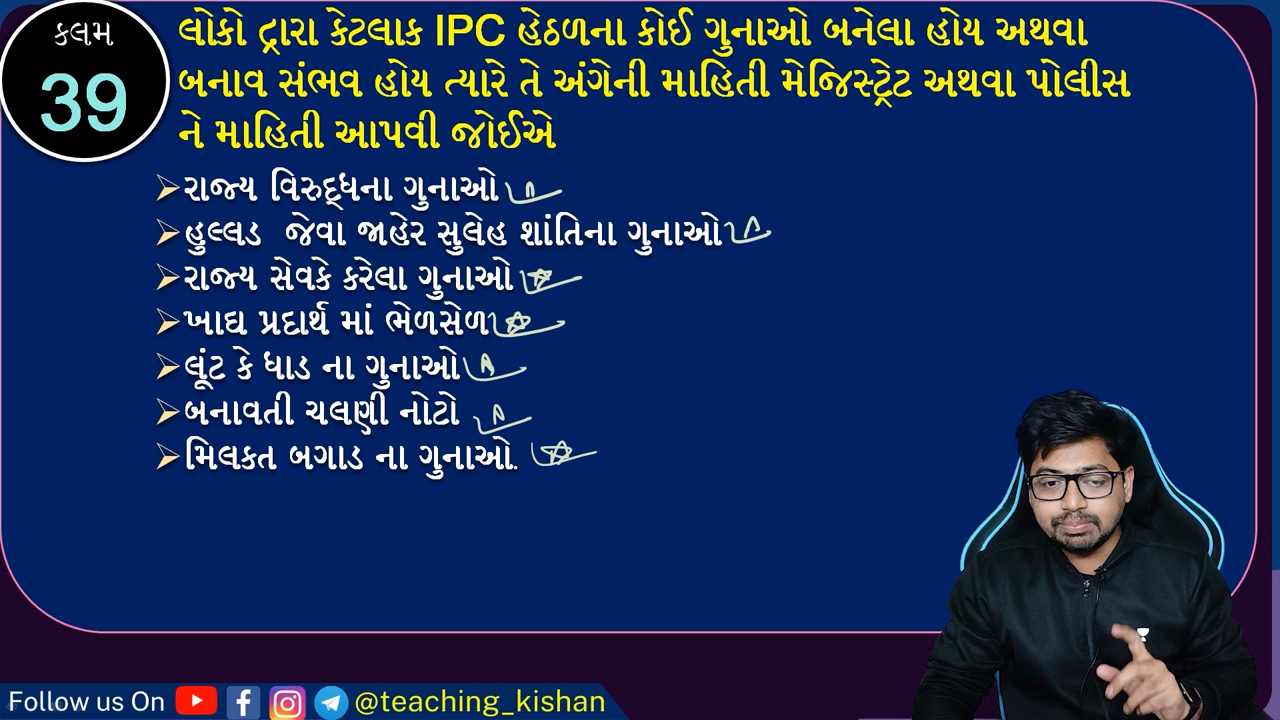 કલમ
39
લોકો દ્રારા કેટલાક IPC હેઠળના કોઈ ગુનાઓ બનેલા હોય અથવા
બનાવ સંભવ હોય ત્યારે તે અંગેની માહિતી મેજિસ્ટ્રેટ અથવા પોલીસ
ને માહિતી આપવી જોઈએ
➢રાજ્ય વિરુદ્ધના ગુનાઓ
➢હુલ્લડ જેવા જાહેર સુલેહ શાંતિના ગુનાઓ
➢રાજ્ય સેવકે કરેલા ગુનાઓ
➢ખાદ્ય પ્રદાર્થ માં ભેળસેળ
➢લૂંટ કે ધાડ ના ગુનાઓ
➢બનાવતી ચલણી નોટો
➢મિલકત બગાડ ના ગુનાઓ.
Follow us On @teaching_kishan